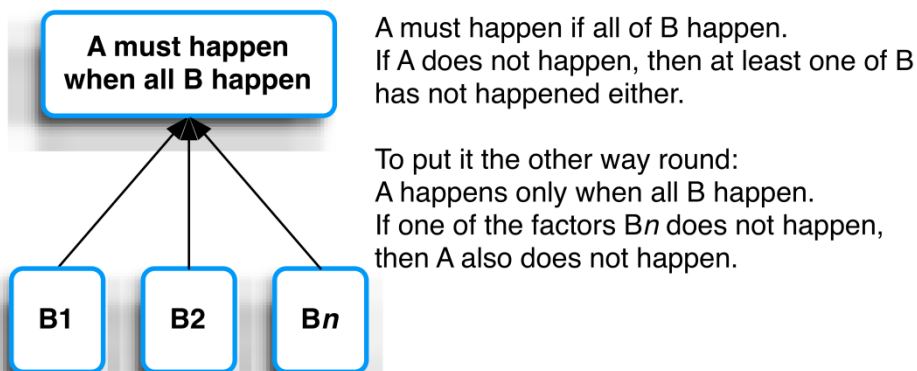 A must happen
when all B happen
A must happen if all of B happen.
If A does not happen, then at least one of B
has not happened either.
To put it the other way round:
A happens only when all B happen.
If one of the factors Bn does not happen,
then A also does not happen.
B1
B2
Bn